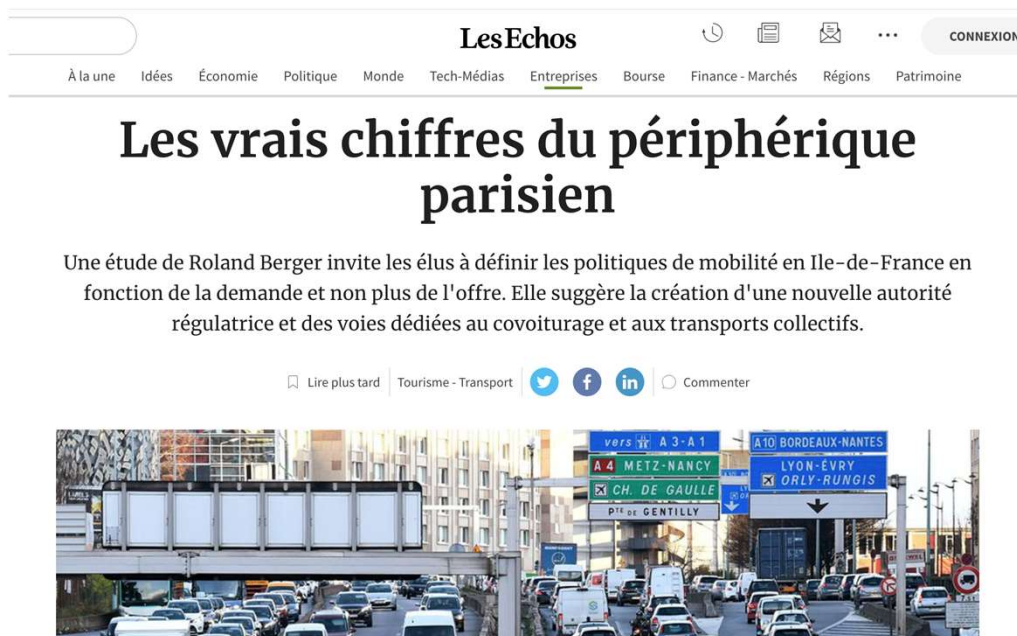 Les Echos
CONNEXION
À la une Idées Économie Politique Monde Tech-Médias Entreprises Bourse Finance - Marchés Régions Patrimoine
Les vrais chiffres du périphérique
parisien
Une étude de Roland Berger invite les élus à définir les politiques de mobilité en Ile-de-France en
fonction de la demande et non plus de l'offre. Elle suggère la création d'une nouvelle autorité
régulatrice et des voies dédiées au covoiturage et aux transports collectifs.
Lire plus tard Tourisme - Transport f in Commenter
vers A 3 - A 1
A10 BORDEAUX-NANTES
A 4 METZ-NANCY
CH. DE GAULLE
PTE DE GENTILLY
LYON-ÉVRY
ORLY-RUNGIS